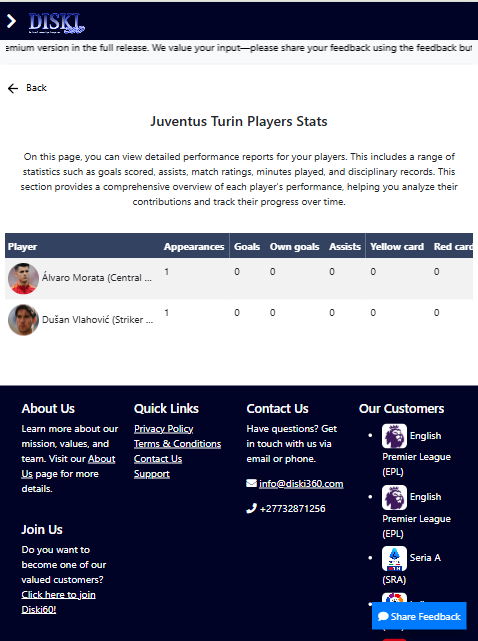 DISKI
emium version in the full release. We value your input—please share your feedback using the feedback but
Back
Juventus Turin Players Stats
On this page, you can view detailed performance reports for your players. This includes a range of
statistics such as goals scored, assists, match ratings, minutes played, and disciplinary records. This
section provides a comprehensive overview of each player's performance, helping you analyze their
contributions and track their progress over time.
Player Appearances Goals Own goals Assists Yellow card Red card
Álvaro Morata (Central ... 1 0 0 0 0 0
Dušan Vlahović (Striker ... 1 0 0 0 0 0
About Us
Learn more about our
mission, values, and
team. Visit our About
Us page for more
details.
Quick Links
Privacy Policy
Terms & Conditions
Contact Us
Support
Contact Us
Have questions? Get
in touch with us via
email or phone.
info@diski360.com
+27732871256
Our Customers
English
Premier League
(EPL)
English
Premier League
(EPL)
Seria A
(SRA)
Join Us
Do you want to
become one of our
valued customers?
Click here to join
Diski60!
Share Feedback